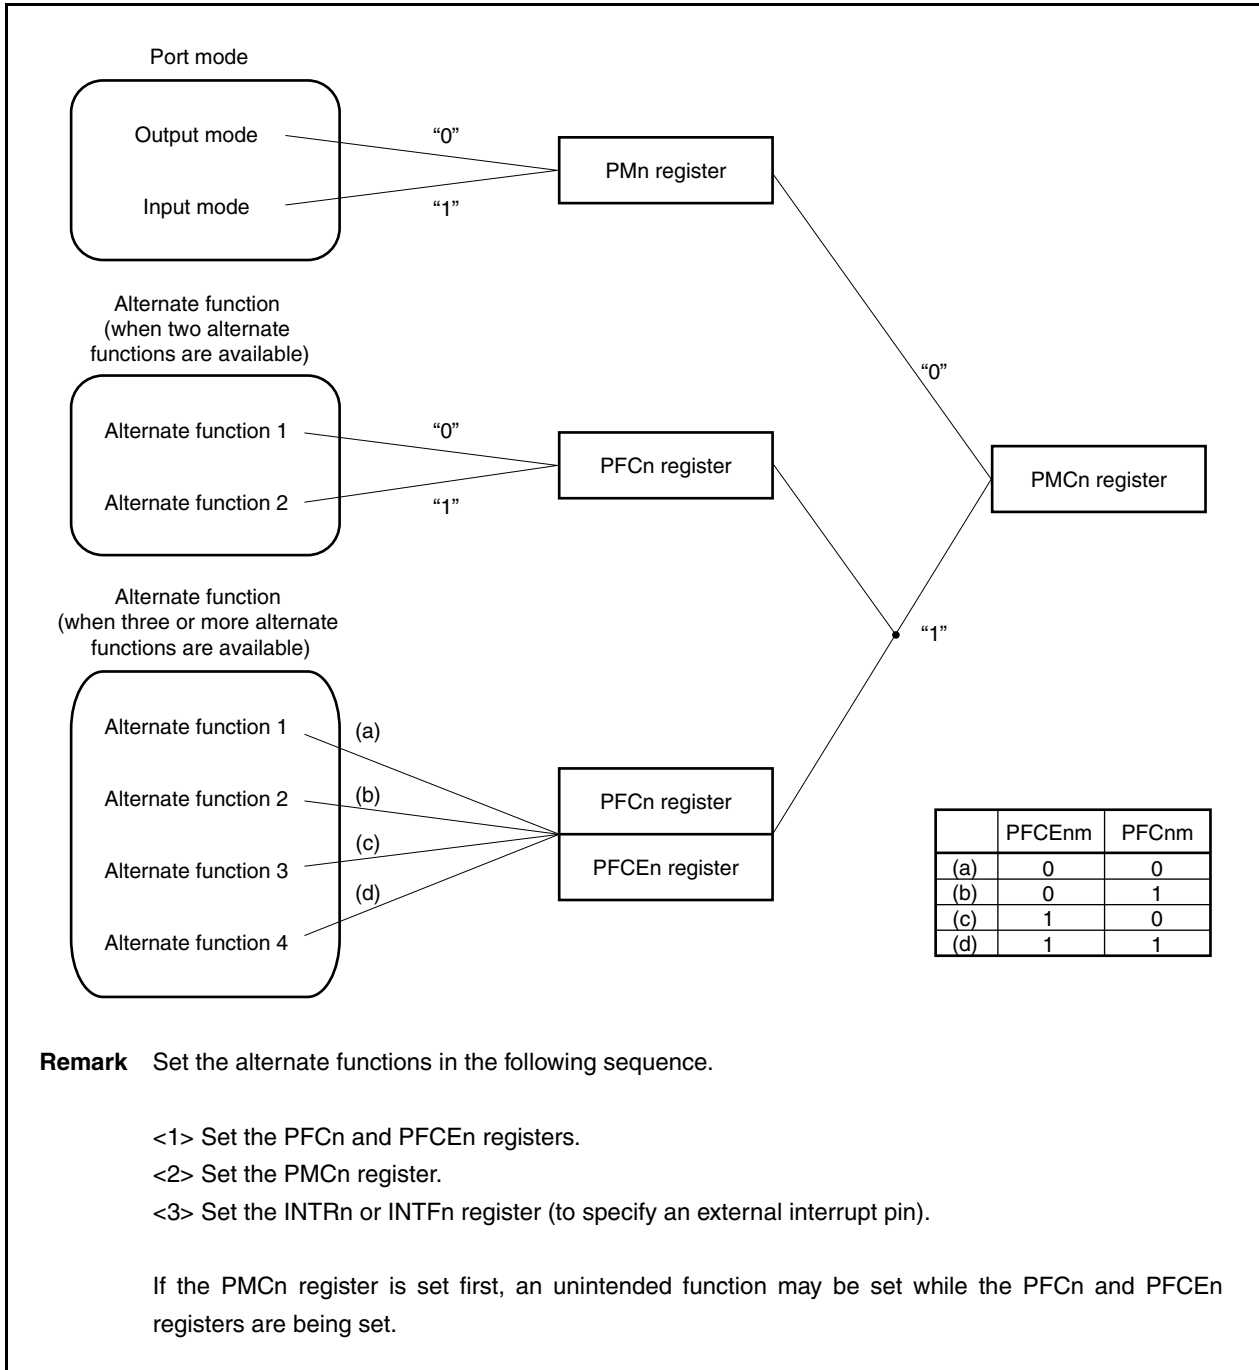 Port mode
Output mode
“0”
PMn register
Input mode
“1”
Alternate function
(when two alternate
functions are available)
“0”
Alternate function 1
“0”
PFCn register
PMCn register
Alternate function 2
“1”
Alternate function
(when three or more alternate
functions are available)
“1”
Alternate function 1
(a)
Alternate function 2
(b)
PFCn register
Alternate function 3
(c)
PFCEn register
Alternate function 4
(d)
PFCEnm PFCnm
(a) 0 0
(b) 0 1
(c) 1 0
(d) 1 1
Remark Set the alternate functions in the following sequence.
<1> Set the PFCn and PFCEn registers.
<2> Set the PMCn register.
<3> Set the INTRn or INTFn register (to specify an external interrupt pin).
If the PMCn register is set first, an unintended function may be set while the PFCn and PFCEn
registers are being set.